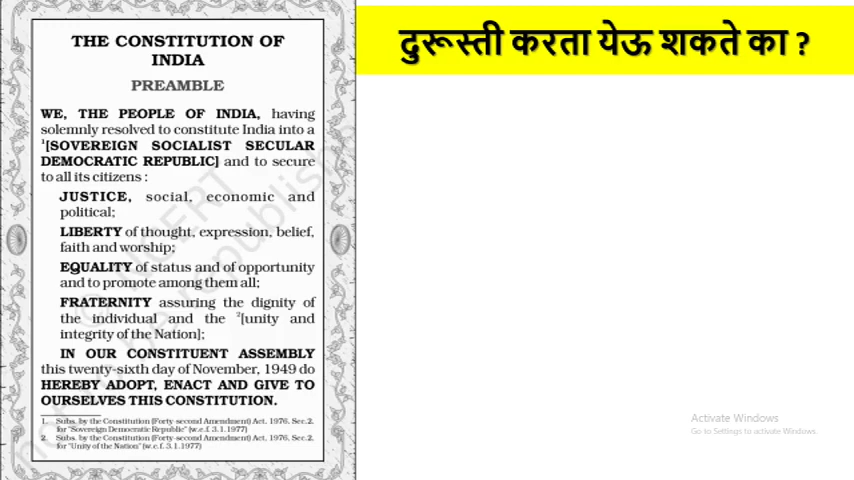 THE CONSTITUTION OF
INDIA
PREAMBLE
WE, THE PEOPLE OF INDIA, having
solemnly resolved to constitute India into a
1[SOVEREIGN SOCIALIST SECULAR
DEMOCRATIC REPUBLIC] and to secure
to all its citizens :
JUSTICE, social, economic and
political;
LIBERTY of thought, expression, belief,
faith and worship;
EQUALITY of status and of opportunity
and to promote among them all;
FRATERNITY assuring the dignity of
the individual and the 2[unity and
integrity of the Nation];
IN OUR CONSTITUENT ASSEMBLY
this twenty-sixth day of November, 1949 do
HEREBY ADOPT, ENACT AND GIVE TO
OURSELVES THIS CONSTITUTION.
1. Subs. by the Constitution (Forty-second Amendment) Act, 1976, Sec.2,
for "Sovereign Democratic Republic" (w.e.f. 3.1.1977)
2. Subs. by the Constitution (Forty-second Amendment) Act, 1976, Sec.2,
for "Unity of the Nation" (w.e.f. 3.1.1977)
दुरूस्ती करता येऊ शकते का ?
Activate Windows
Go to Settings to activate Windows.